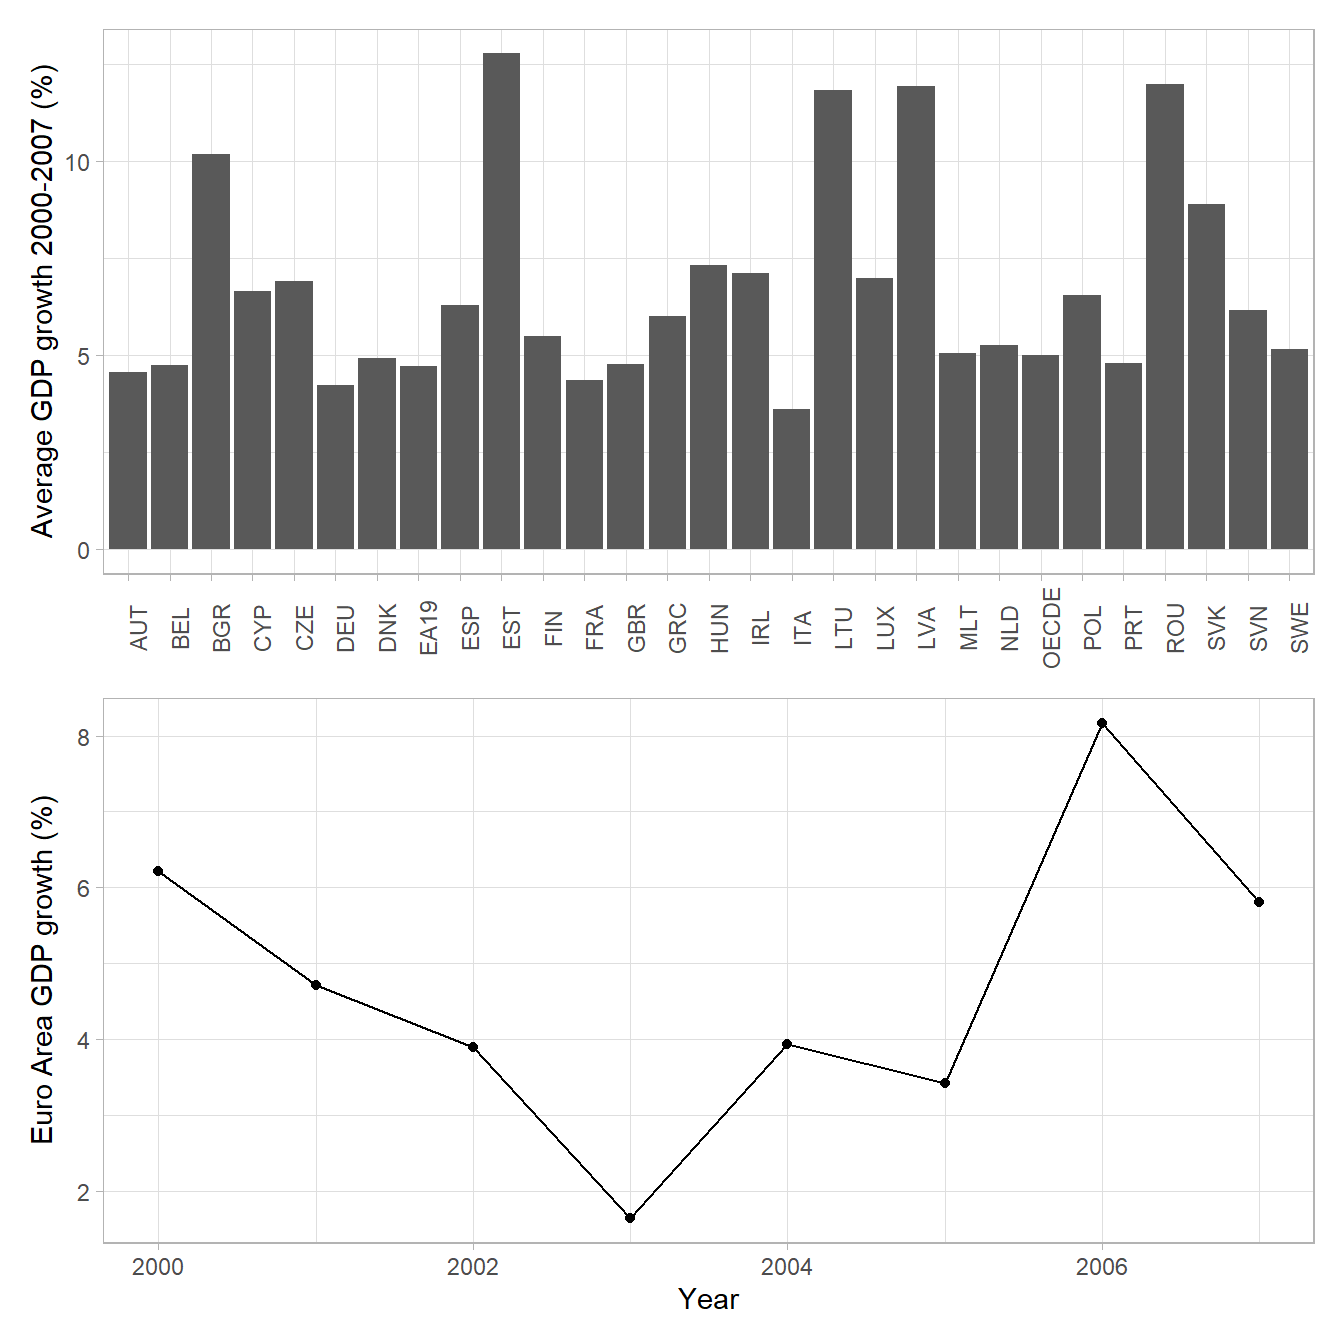 Average GDP growth 2000-2007 (%)
10
5
0
AUT BEL BGR CYP CZE DEU DNK EA19 ESP EST FIN FRA GBR GRC HUN IRL ITA LTU LUX LVA MLT NLD OECDE POL PRT ROU SVK SVN SWE
Euro Area GDP growth (%)
8
6
4
2
2000 2002 2004 2006
Year